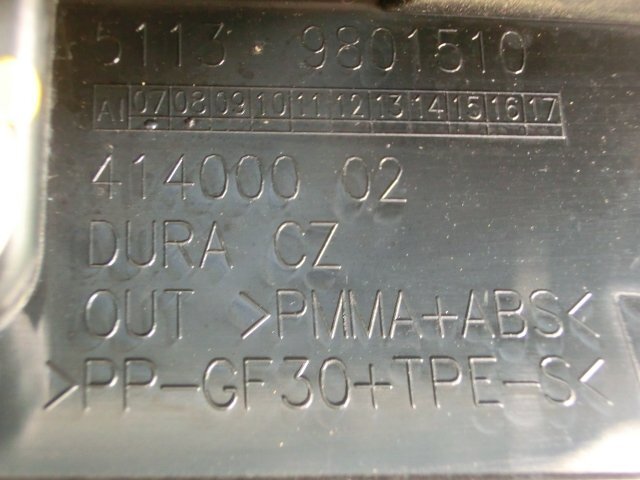 5113 9801510
AI 07 08 09 10 11 12 13 14 15 16 17
414000 02
DURA CZ
OUT >PMMA+ABS<
>PP-GF30+TPE-S<